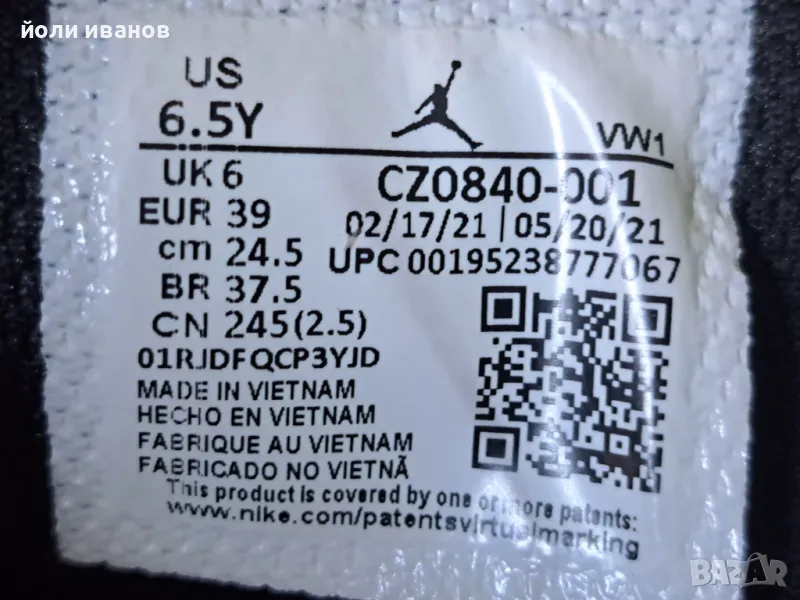 йоли иванов
US
6.5Y
VW1
UK 6
CZ0840-001
EUR 39
02/17/21 | 05/20/21
cm 24.5
UPC 00195238777067
BR 37.5
CN 245(2.5)
01RJDFQCP3YJD
MADE IN VIETNAM
HECHO EN VIETNAM
FABRIQUE AU VIETNAM
FABRICADO NO VIETNÃ
This product is covered by one or more patents:
www.nike.com/patentsvirtualmarking
BAZAR